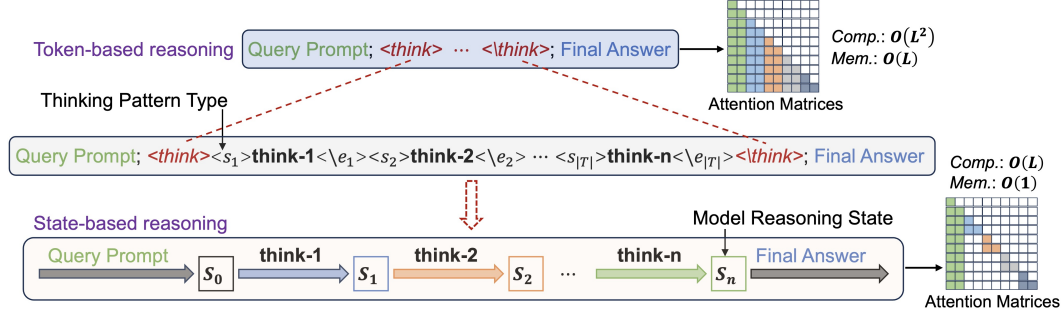 Token-based reasoning
Query Prompt; <think> ··· <\think>; Final Answer
Comp.: O(L²)
Mem.: O(L)
Attention Matrices
Thinking Pattern Type
Query Prompt; <think><s₁>think-1<\e₁><s₂>think-2<\e₂> ··· <s|T|>think-n<\e|T|><\think>; Final Answer
Comp.: O(L)
Mem.: O(1)
State-based reasoning
Model Reasoning State
Query Prompt think-1 think-2 think-n Final Answer
S₀ S₁ S₂ ··· Sₙ
Attention Matrices